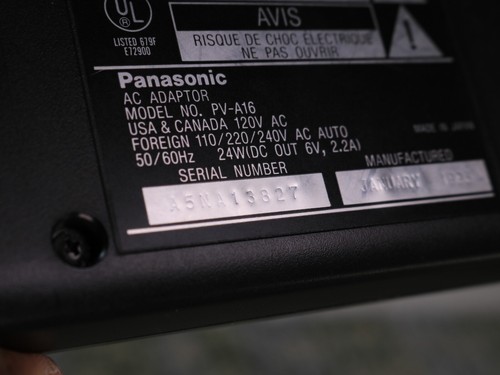 UL
®
LISTED 679F
E72900
AVIS
RISQUE DE CHOC ÉLECTRIQUE
NE PAS OUVRIR
!
Panasonic
AC ADAPTOR
MODEL NO. PV-A16
USA & CANADA 120V AC
FOREIGN 110/220/240V AC AUTO
50/60Hz 24W(DC OUT 6V, 2.2A)
MADE IN JAPAN
SERIAL NUMBER
A5NA13827
MANUFACTURED
JANUARY